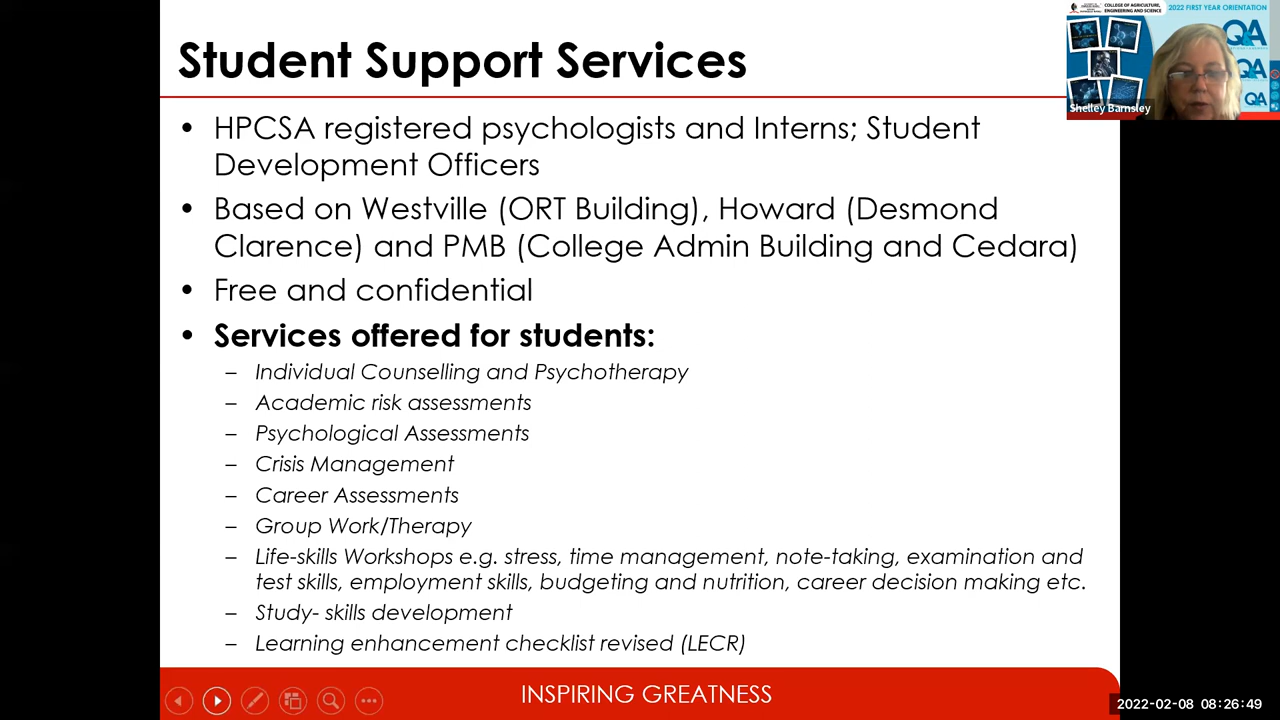 Student Support Services
• HPCSA registered psychologists and Interns; Student
Development Officers
• Based on Westville (ORT Building), Howard (Desmond
Clarence) and PMB (College Admin Building and Cedara)
• Free and confidential
• Services offered for students:
– Individual Counselling and Psychotherapy
– Academic risk assessments
– Psychological Assessments
– Crisis Management
– Career Assessments
– Group Work/Therapy
– Life-skills Workshops e.g. stress, time management, note-taking, examination and
test skills, employment skills, budgeting and nutrition, career decision making etc.
– Study- skills development
– Learning enhancement checklist revised (LECR)
INSPIRING GREATNESS
COLLEGE OF AGRICULTURE,
ENGINEERING AND SCIENCE
2022 FIRST YEAR ORIENTATION
QA
QA
QA
Shelley Barnsley
2022-02-08 08:26:49